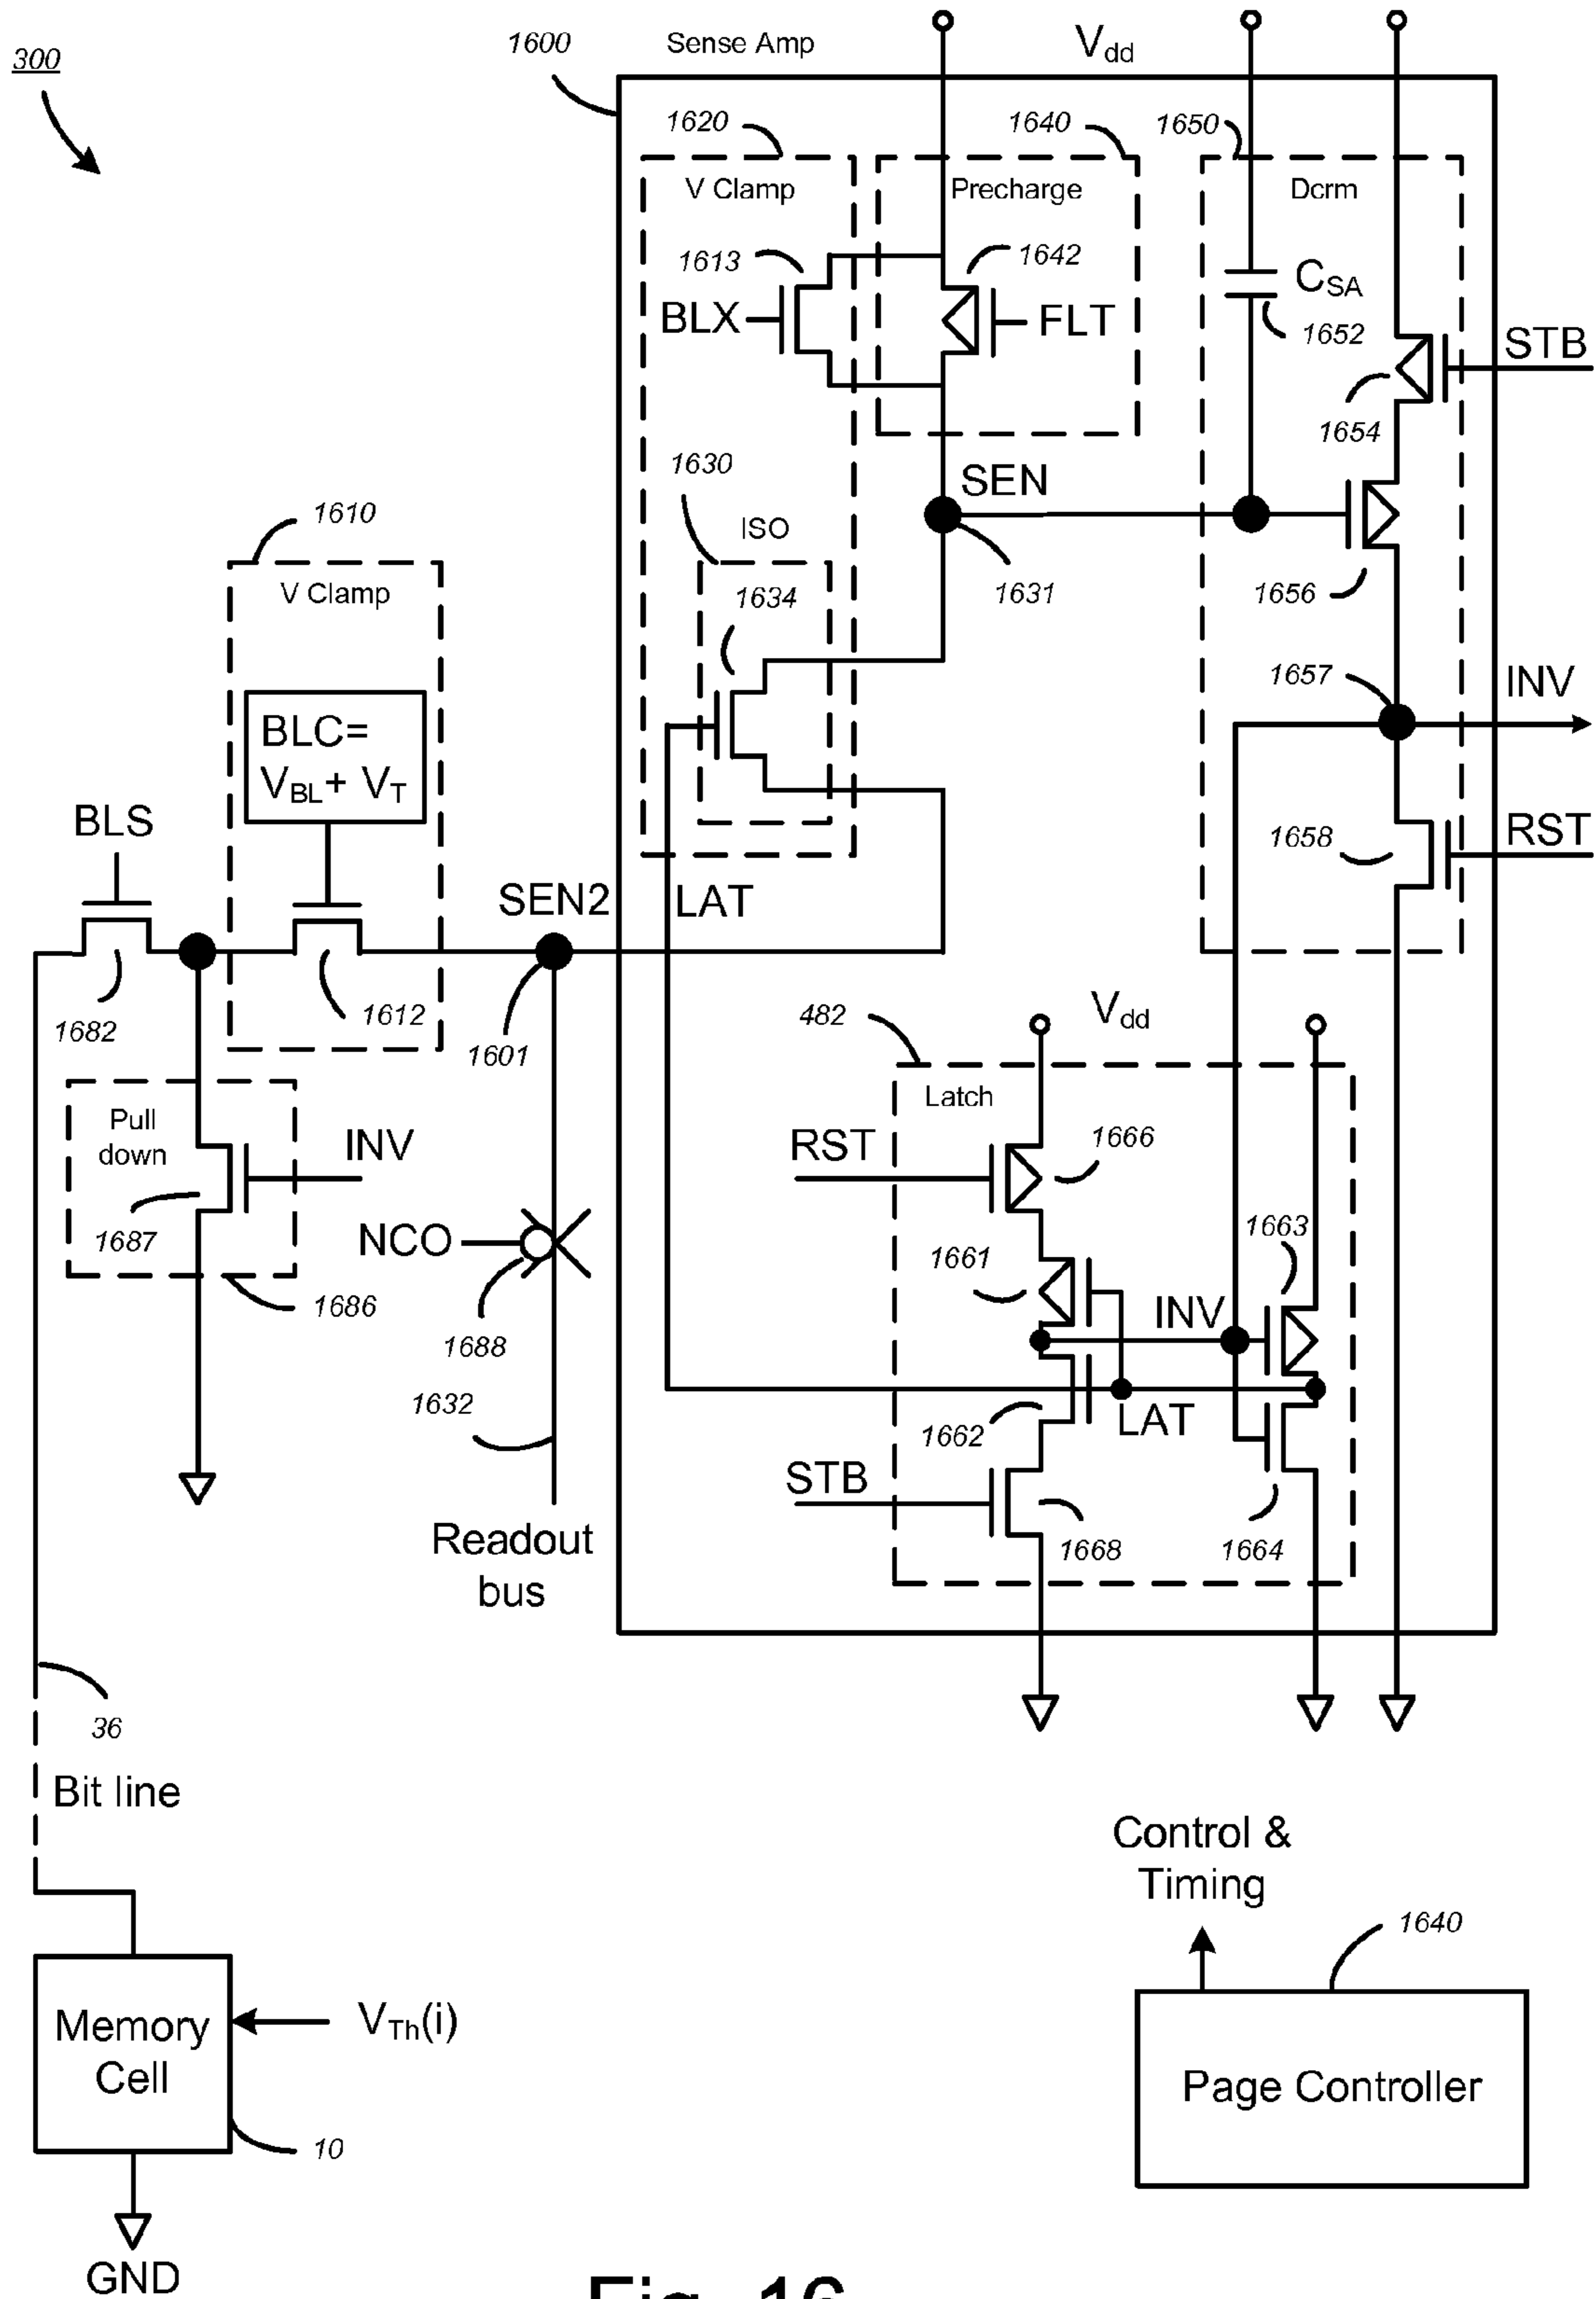 300
1600
Sense Amp
Vdd
1620
1640
1650
V Clamp
Precharge
Dcrm
1613
1642
BLX
FLT
CSA
1652
STB
1654
1630
SEN
ISO
1634
1631
1656
1610
V Clamp
1657
INV
BLC=
VBL+ VT
BLS
1658
RST
SEN2
LAT
1682
1612
1601
482
Vdd
Latch
Pull
down
INV
RST
1666
1687
NCO
1661
1663
1686
INV
1688
1632
1662
LAT
STB
Readout
bus
1668
1664
36
Bit line
Control &
Timing
1640
Memory
Cell
VTh(i)
Page Controller
10
GND
Fig. 16